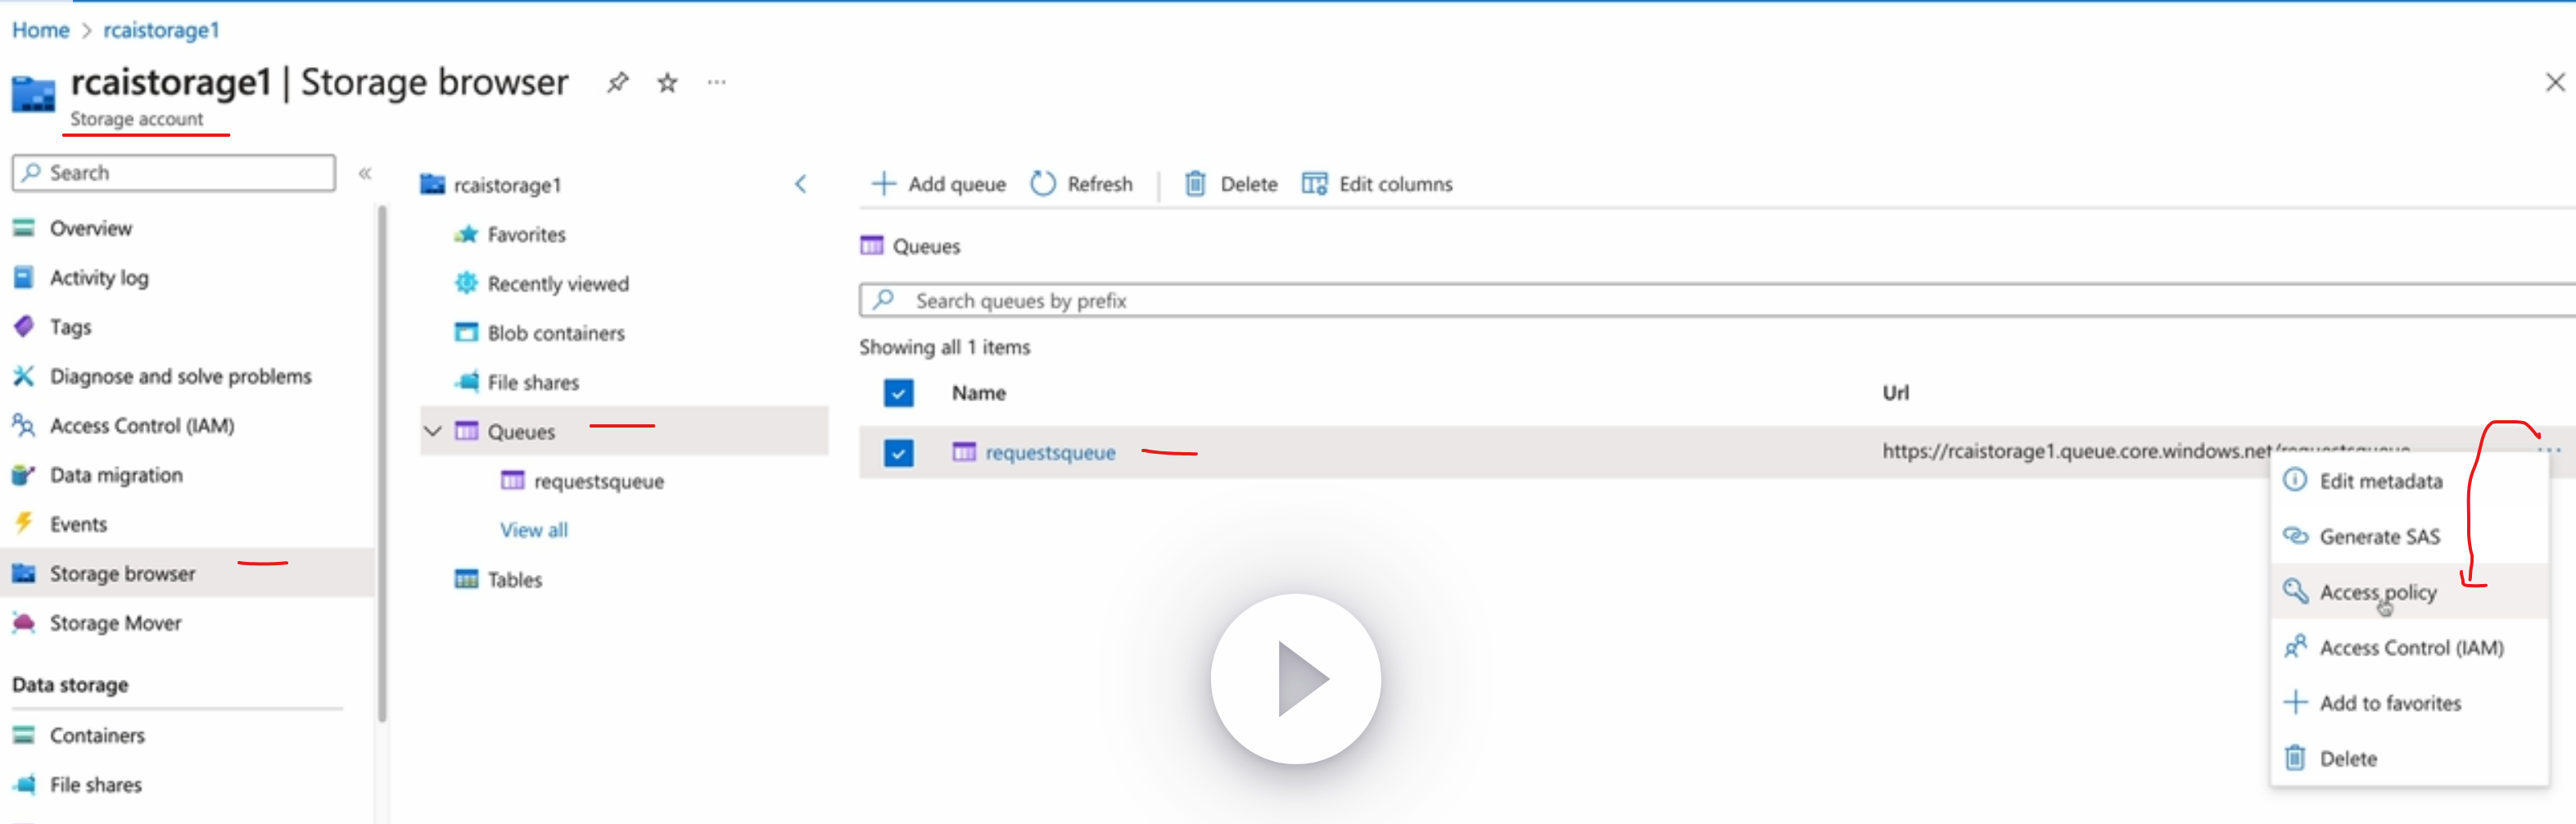 Home > rcaistorage1
rcaistorage1 | Storage browser
Storage account
Search
Overview
Activity log
Tags
Diagnose and solve problems
Access Control (IAM)
Data migration
Events
Storage browser
Storage Mover
Data storage
Containers
File shares
rcaistorage1
Favorites
Recently viewed
Blob containers
File shares
Queues
requestsqueue
View all
Tables
Add queue Refresh Delete Edit columns
Queues
Search queues by prefix
Showing all 1 items
Name Url
requestsqueue https://rcaistorage1.queue.core.windows.net/requestsqueue
Edit metadata
Generate SAS
Access policy
Access Control (IAM)
Add to favorites
Delete